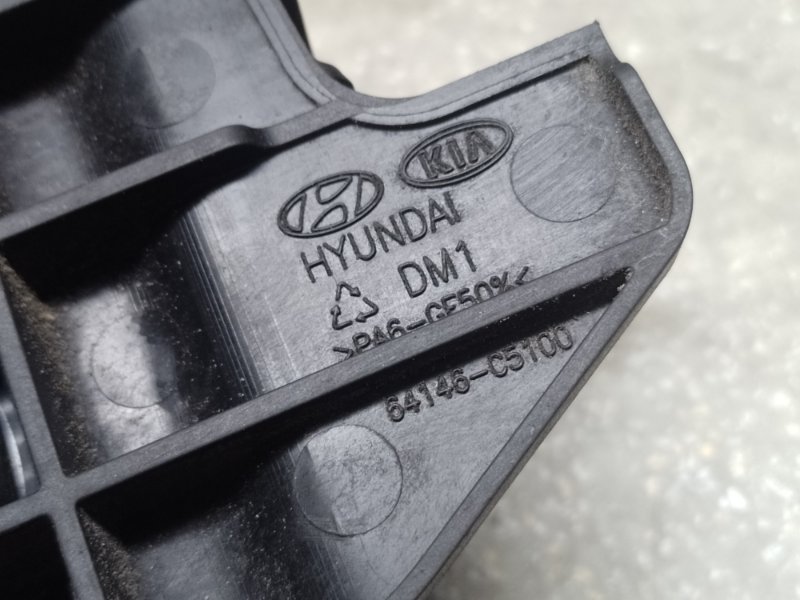 KIA
HYUNDAI
DM1
>PA6-GF50%<
64146-C5100